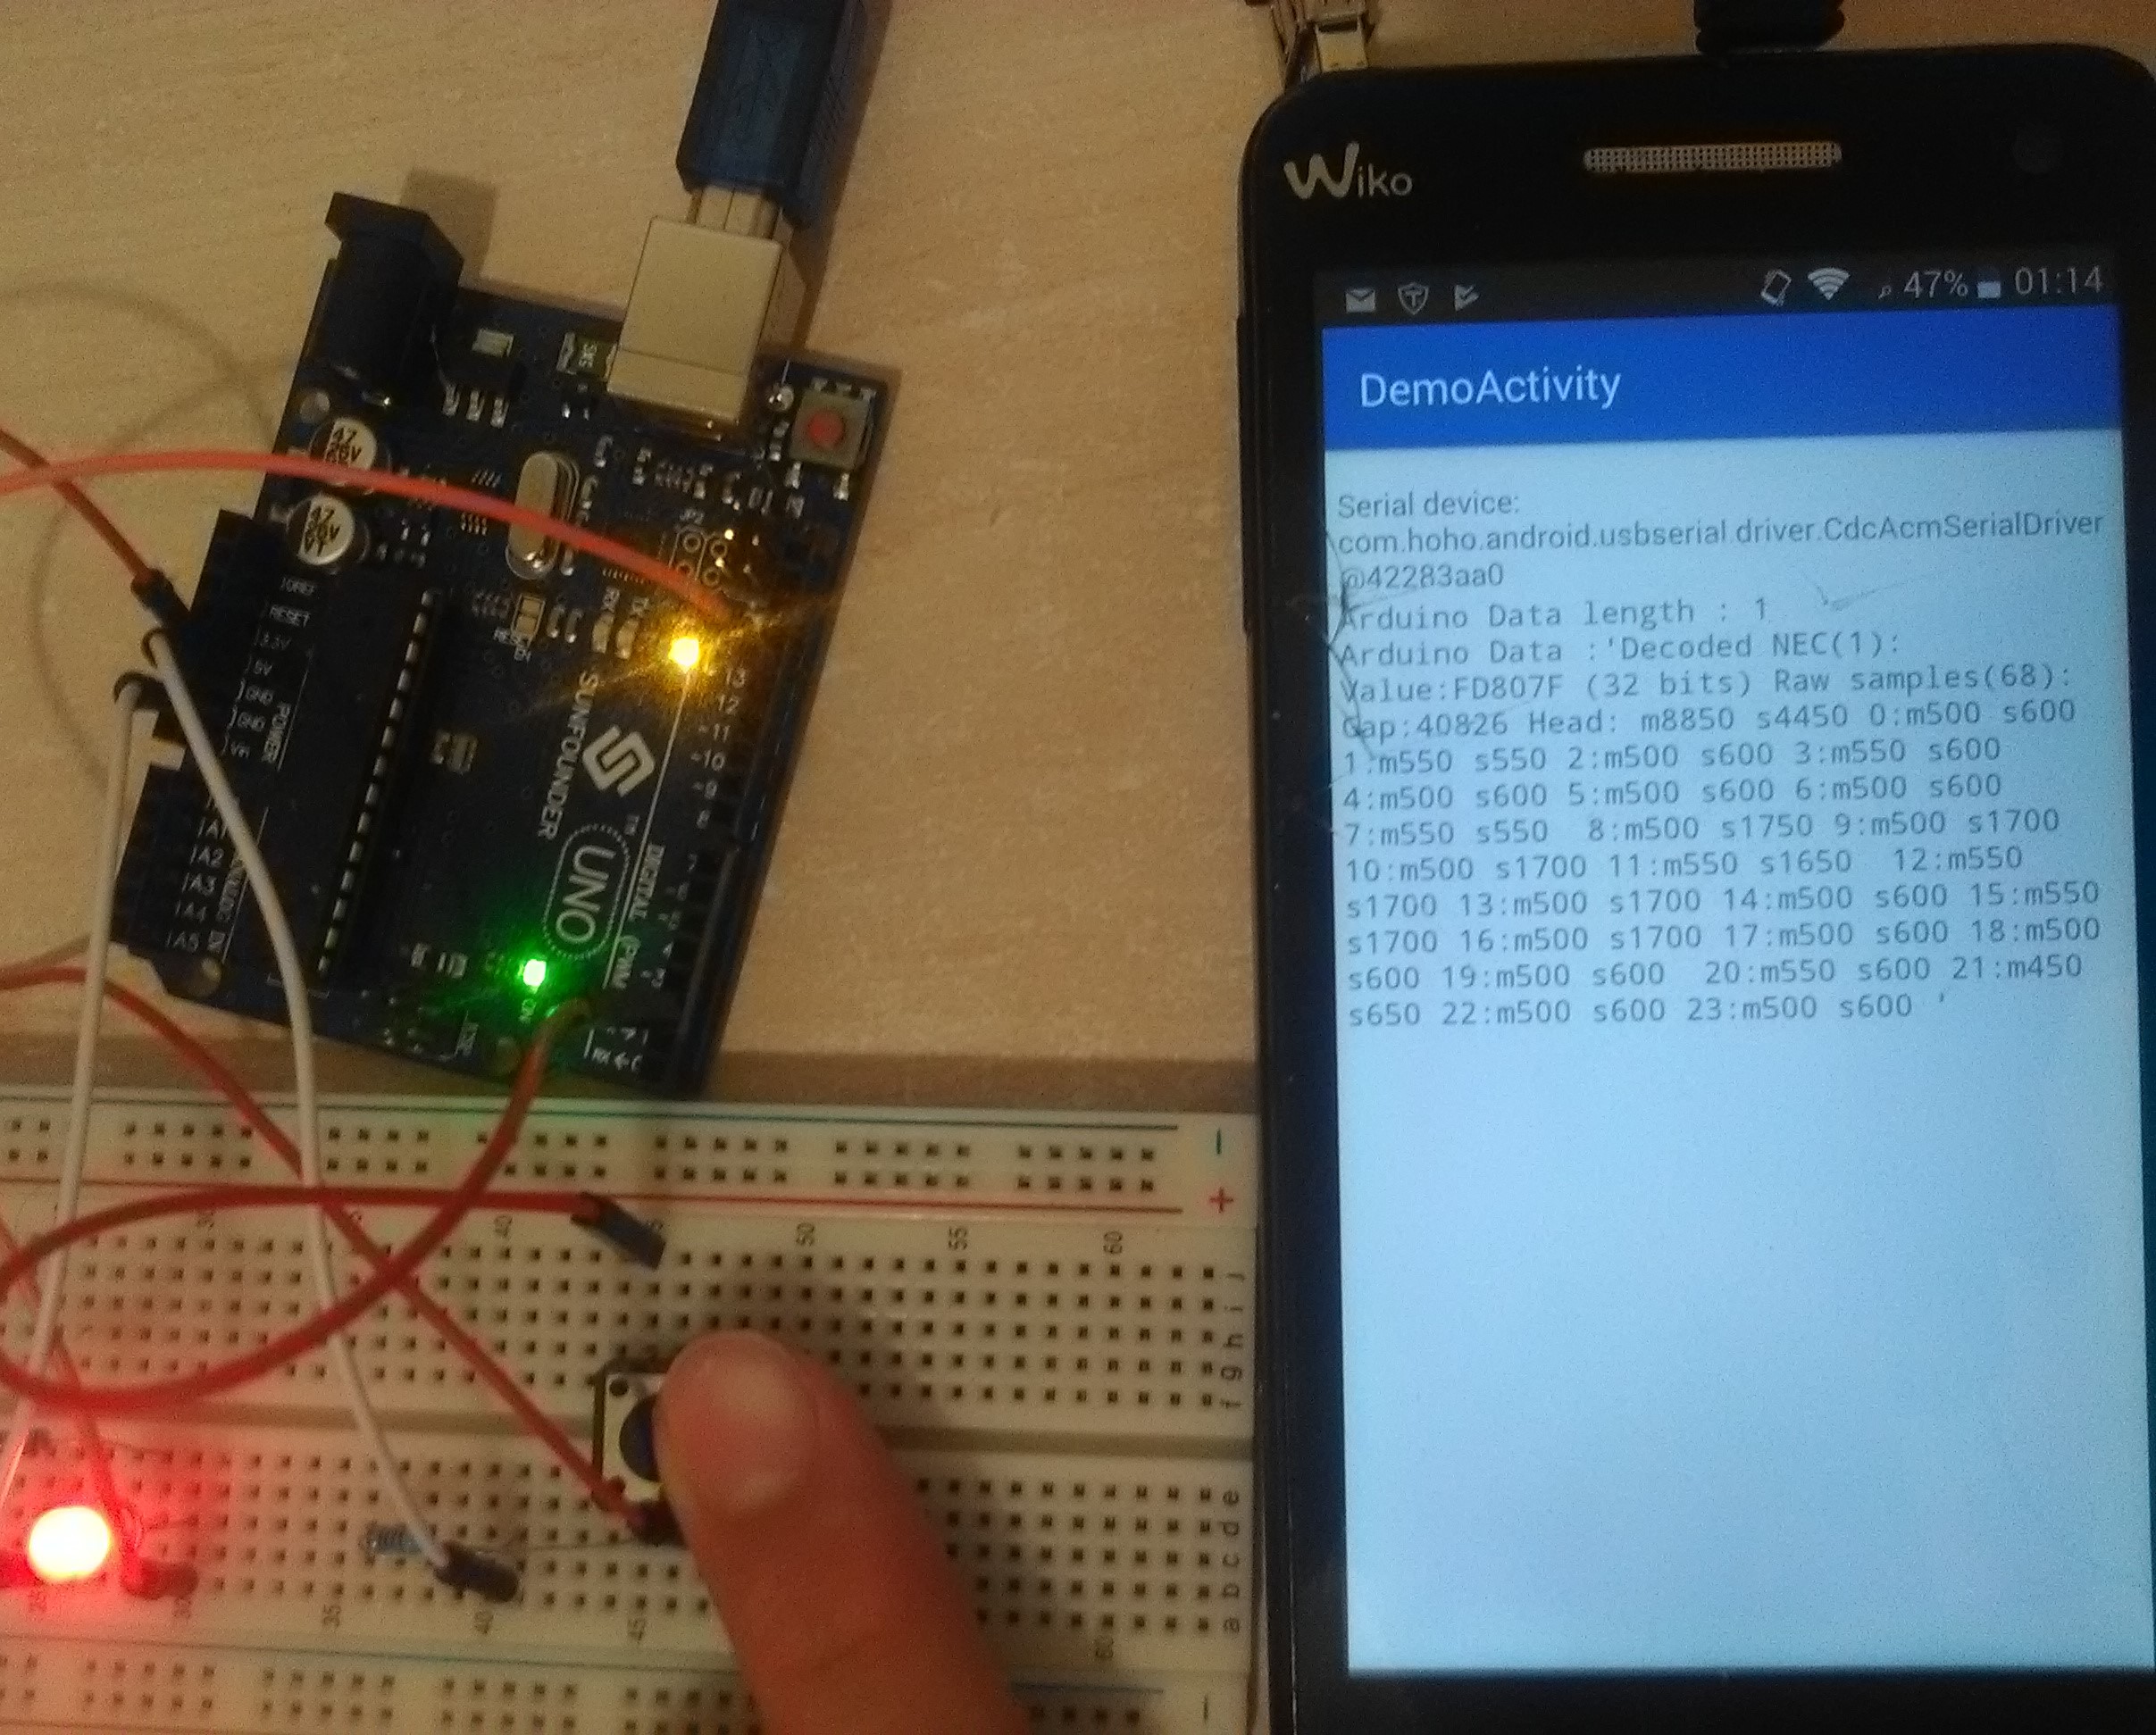 Wiko
47% 01:14
DemoActivity
Serial device:
com.hoho.android.usbserial.driver.CdcAcmSerialDriver
@42283aa0
Arduino Data length : 1
Arduino Data :'Decoded NEC(1):
Value:FD807F (32 bits) Raw samples(68):
Gap:40826 Head: m8850 s4450 0:m500 s600
1:m550 s550 2:m500 s600 3:m550 s600
4:m500 s600 5:m500 s600 6:m500 s600
7:m550 s550 8:m500 s1750 9:m500 s1700
10:m500 s1700 11:m550 s1650 12:m550
s1700 13:m500 s1700 14:m500 s600 15:m550
s1700 16:m500 s1700 17:m500 s600 18:m500
s600 19:m500 s600 20:m550 s600 21:m450
s650 22:m500 s600 23:m500 s600 '
47
47
IOREF
RESET
3.3V
5V
GND
GND
Vin
POWER
A1
A2
A3
A4
A5
RESET
RX
TX
SUNFOUNDER
UNO
DIGITAL (PWM
13
12
~11
~10
ON
-
+
40
50
55
60
j
i
h
g
f
e
d
c
b
a
30
35
40
45
60
-